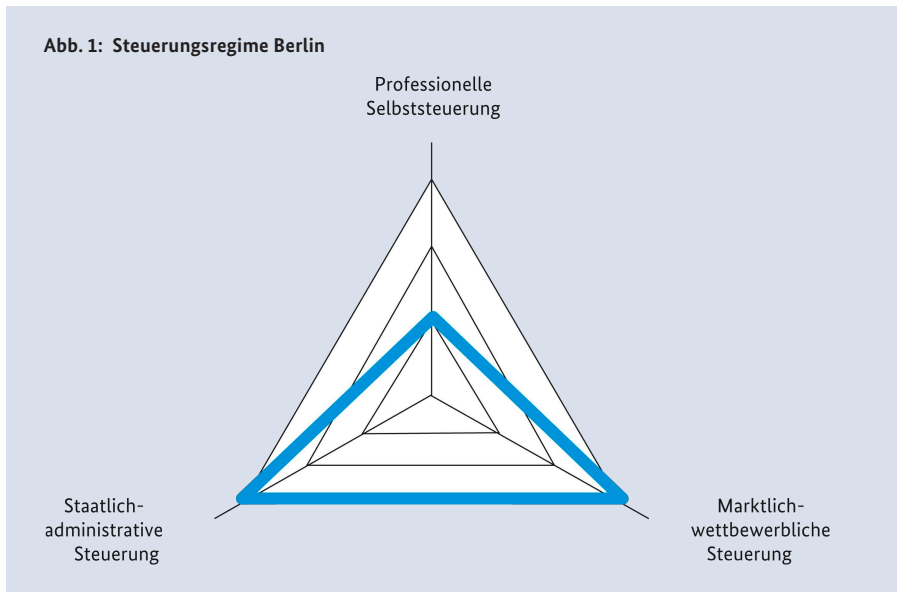 Abb. 1: Steuerungsregime Berlin
Professionelle
Selbststeuerung
Staatlich-
administrative
Steuerung
Marktlich-
wettbewerbliche
Steuerung